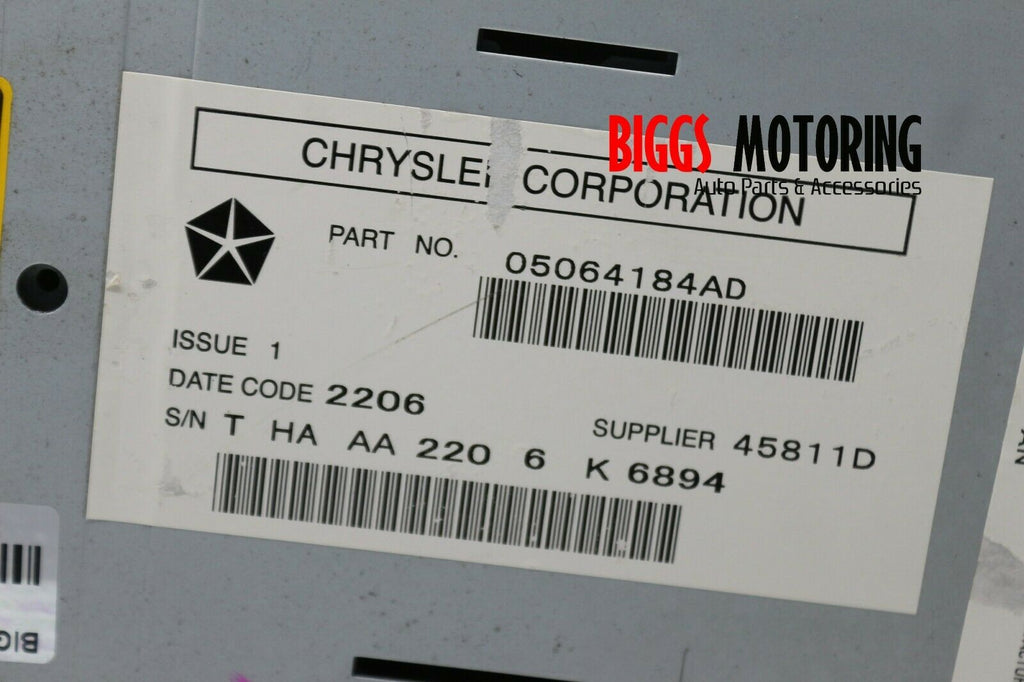 BIGGS MOTORING
Auto Parts & Accessories
CHRYSLER CORPORATION
PART NO. 05064184AD
ISSUE 1
DATE CODE 2206
SUPPLIER 45811D
S/N T HA AA 220 6 K 6894
BIG